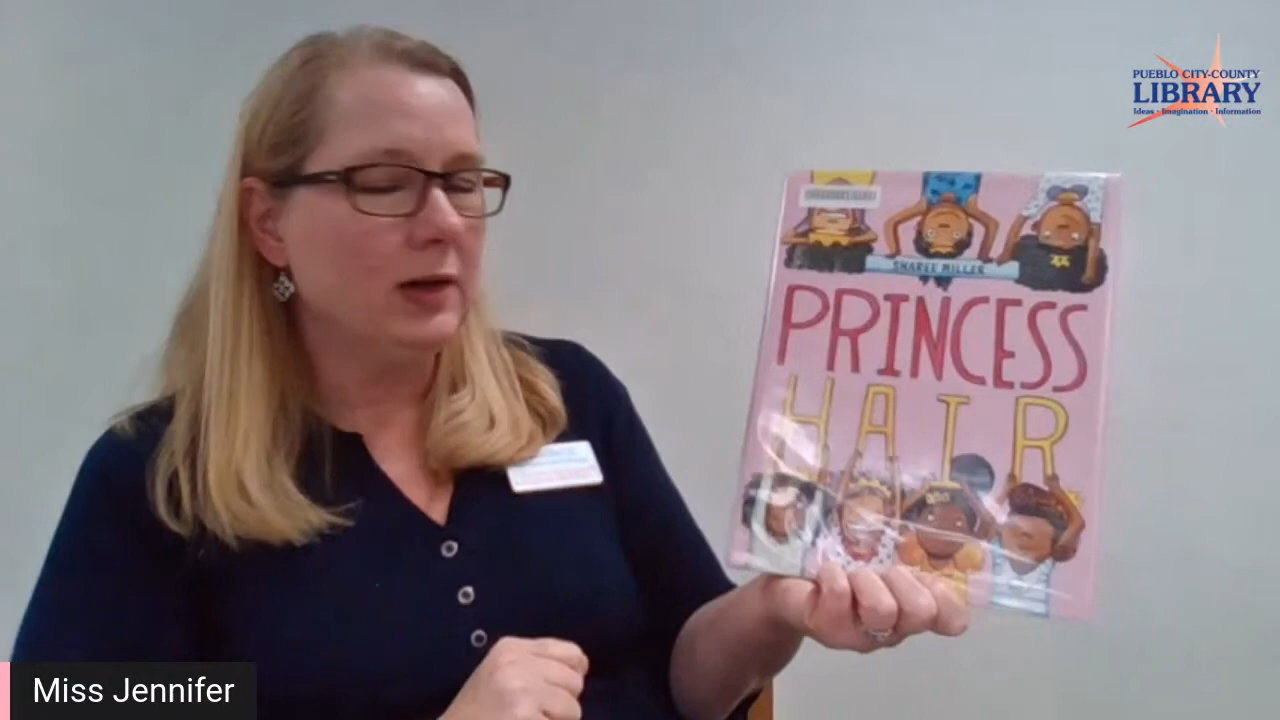 PUEBLO CITY-COUNTY
LIBRARY
Ideas · Imagination · Information
SHAREE MILLER
PRINCESS
HAIR
Miss Jennifer